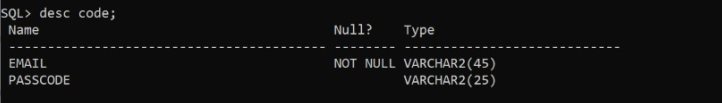 SQL> desc code;
Name Null? Type
----------------------------------------- -------- ----------------------------
EMAIL NOT NULL VARCHAR2(45)
PASSCODE VARCHAR2(25)